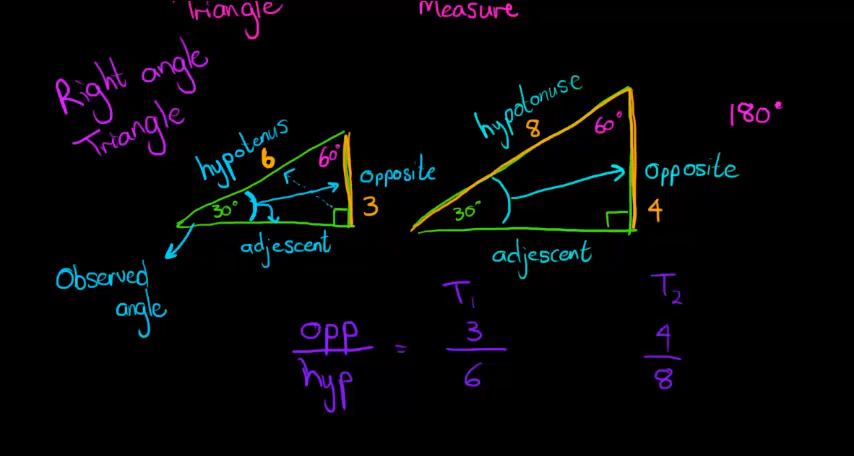 Triangle Measure
Right angle
Triangle
hypotenus
6
60°
30°
opposite
3
adjescent
Observed
angle
hypotonuse
8
60°
30°
opposite
4
adjescent
180°
T₁ T₂
opp/hyp = 3/6 4/8